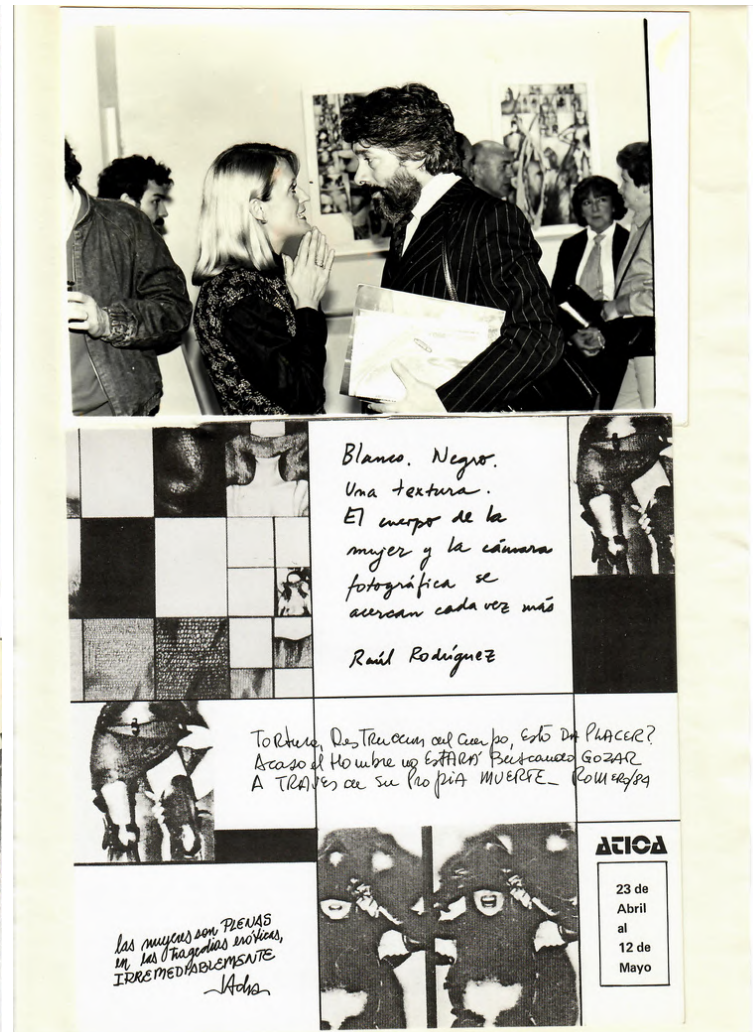 Blanco. Negro.
Una textura.
El cuerpo de la
mujer y la cámara
fotográfica se
acercan cada vez más
Raúl Rodríguez
Tortura, Destruccion del Cuerpo, Esto DA PLACER?
Acaso el Hombre no ESTARÁ Buscando GOZAR
A TRAVES de Su Propia MUERTE_ ROMERO/84
ATICA
23 de
Abril
al
12 de
Mayo
las mujeres son PLENAS
en las tragedias eróticas,
IRREMEDIABLEMENTE